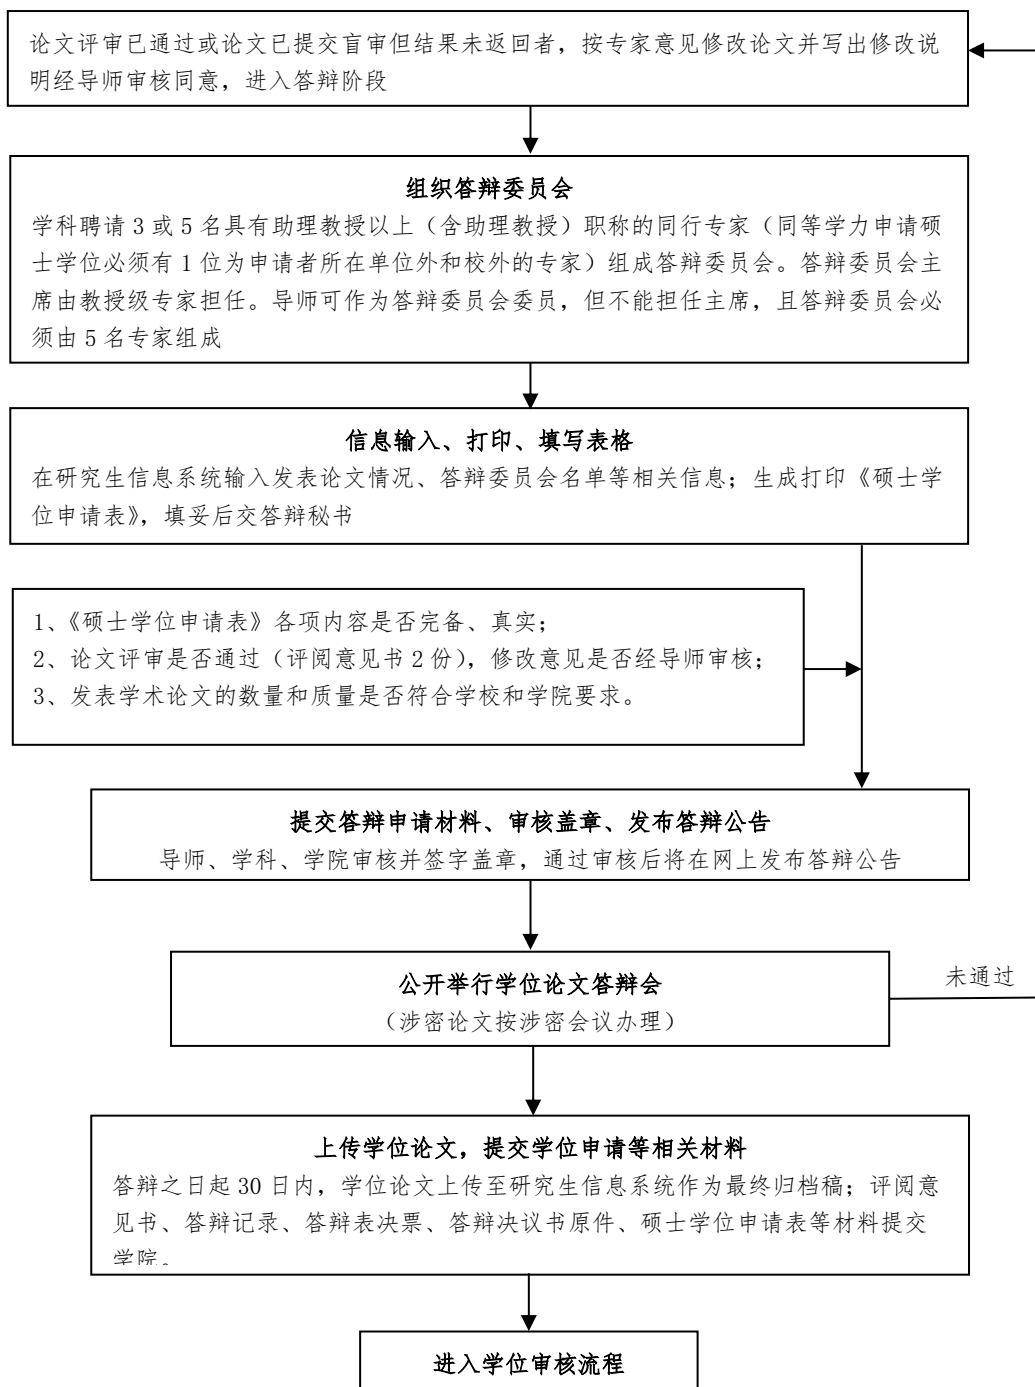 论文评审已通过或论文已提交盲审但结果未返回者，按专家意见修改论文并写出修改说
明经导师审核同意，进入答辩阶段
组织答辩委员会
学科聘请 3 或 5 名具有助理教授以上（含助理教授）职称的同行专家（同等学力申请硕
士学位必须有 1 位为申请者所在单位外和校外的专家）组成答辩委员会。答辩委员会主
席由教授级专家担任。导师可作为答辩委员会委员，但不能担任主席，且答辩委员会必
须由 5 名专家组成
信息输入、打印、填写表格
在研究生信息系统输入发表论文情况、答辩委员会名单等相关信息；生成打印《硕士学
位申请表》，填妥后交答辩秘书
1、《硕士学位申请表》各项内容是否完备、真实；
2、论文评审是否通过（评阅意见书 2 份），修改意见是否经导师审核；
3、发表学术论文的数量和质量是否符合学校和学院要求。
提交答辩申请材料、审核盖章、发布答辩公告
导师、学科、学院审核并签字盖章，通过审核后将在网上发布答辩公告
公开举行学位论文答辩会
（涉密论文按涉密会议办理）
未通过
上传学位论文，提交学位申请等相关材料
答辩之日起 30 日内，学位论文上传至研究生信息系统作为最终归档稿；评阅意
见书、答辩记录、答辩表决票、答辩决议书原件、硕士学位申请表等材料提交
学院。
进入学位审核流程